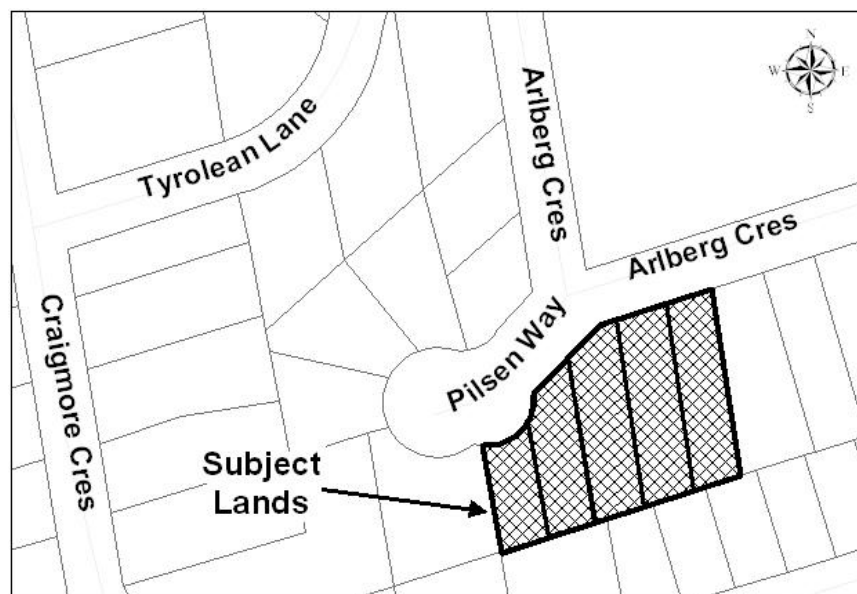 N
W E
S
Tyrolean Lane
Arlberg Cres
Arlberg Cres
Craigmore Cres
Pilsen Way
Subject
Lands